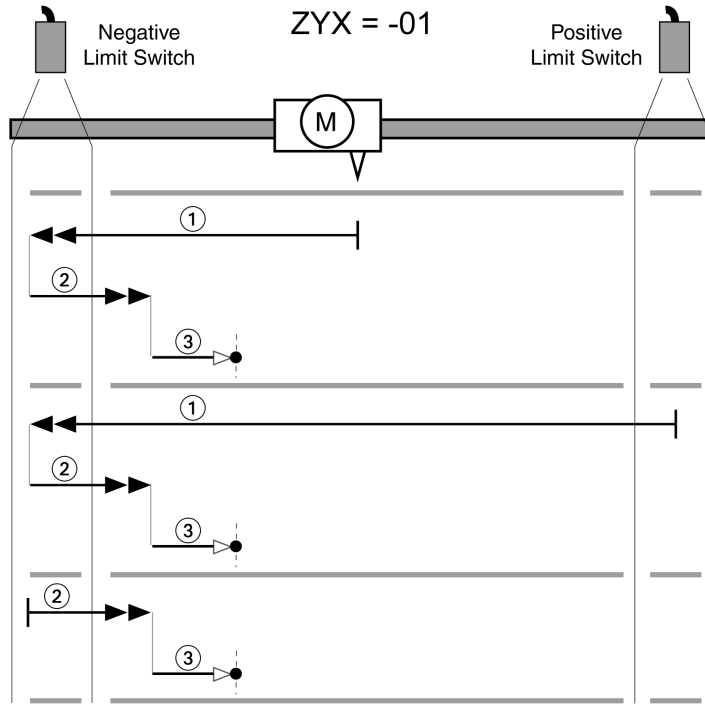 ZYX = -01
Negative
Limit Switch
Positive
Limit Switch
M
1
2
3
1
2
3
2
3